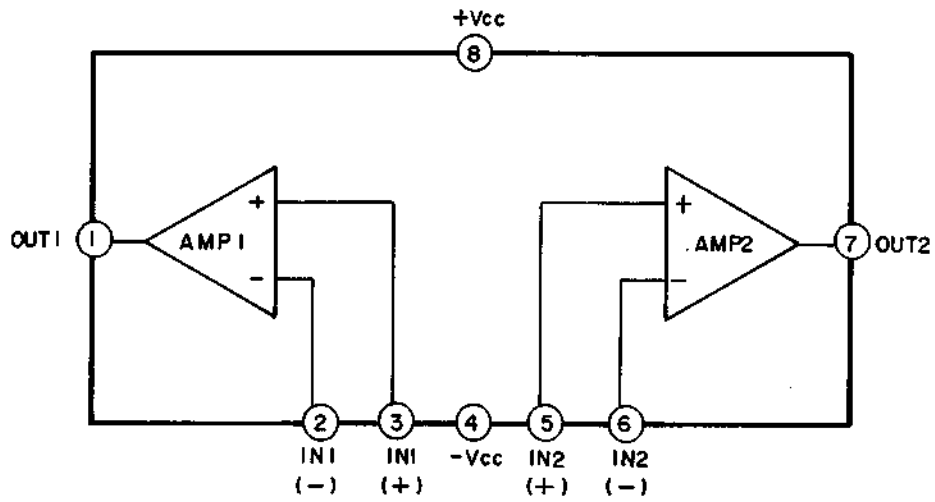 +Vcc
8
+
AMP1
-
+
AMP2
-
OUT1 1
7 OUT2
2 3 4 5 6
IN1 IN1 -Vcc IN2 IN2
(-) (+) (+) (-)